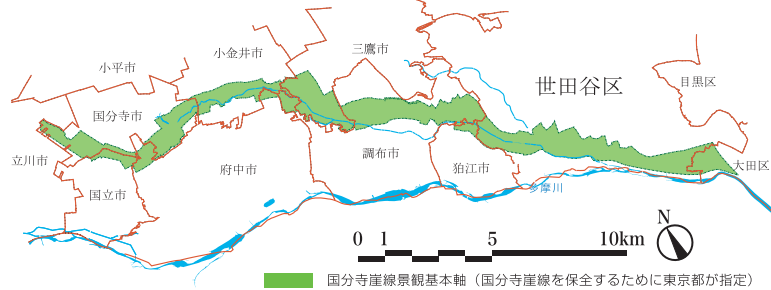 三鷹市
小金井市
小平市
世田谷区
目黒区
国分寺市
立川市
調布市
府中市
狛江市
大田区
国立市
多摩川
N
0 1 5 10km
国分寺崖線景観基本軸（国分寺崖線を保全するために東京都が指定）